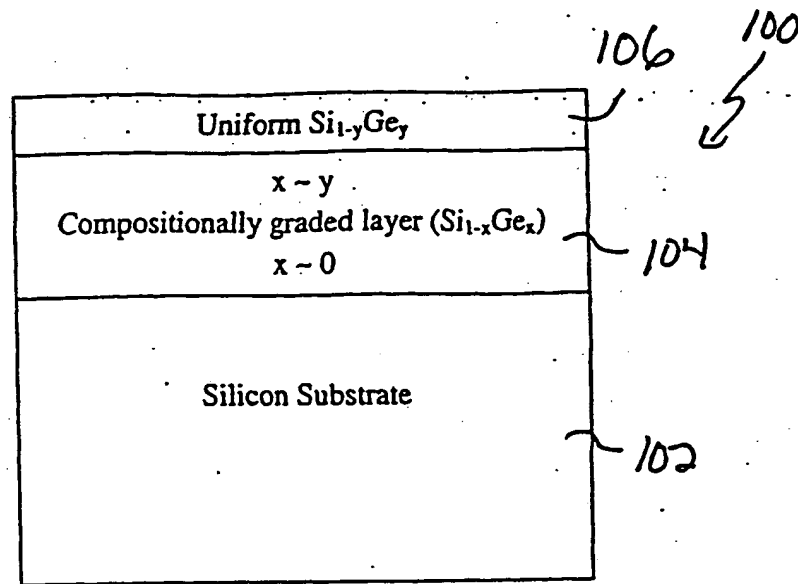 100
106
Uniform Si₁₋yGey
x ~ y
Compositionally graded layer (Si₁₋ₓGeₓ)
104
x ~ 0
Silicon Substrate
102